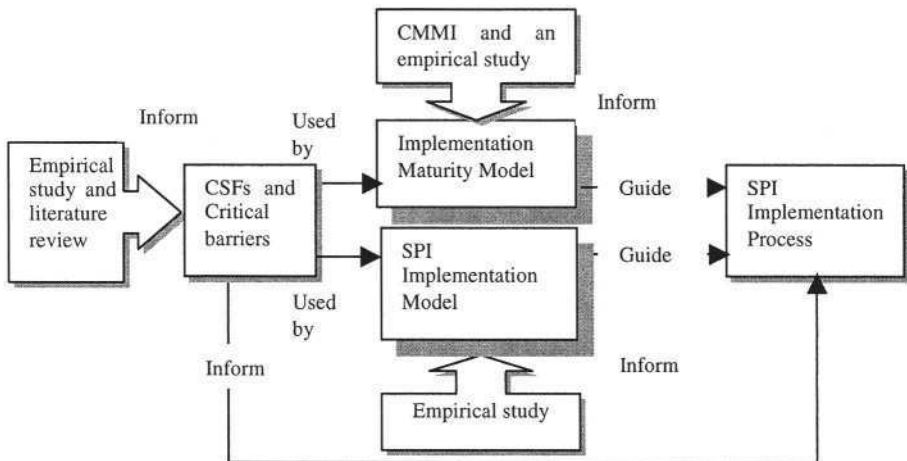 CMMI and an
empirical study
Inform
Used
by
Inform
Empirical
study and
literature
review
CSFs and
Critical
barriers
Implementation
Maturity Model
Guide
SPI
Implementation
Process
SPI
Implementation
Model
Guide
Used
by
Inform
Inform
Empirical study